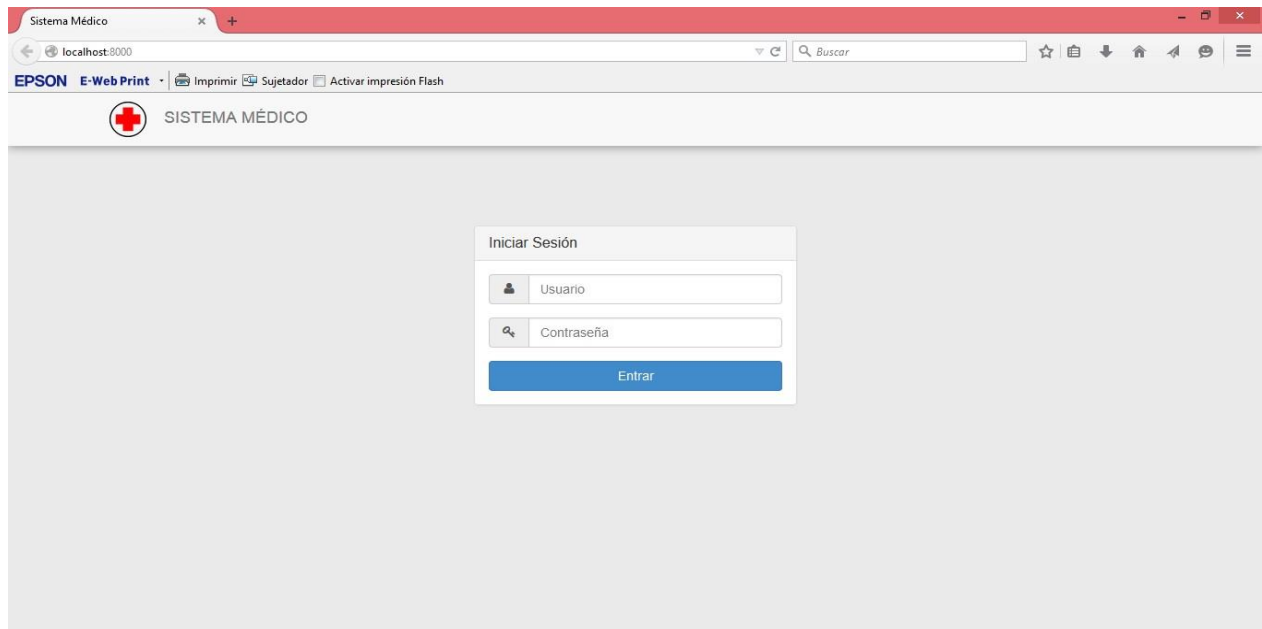 Sistema Médico
localhost:8000
Buscar
EPSON E-Web Print Imprimir Sujetador Activar impresión Flash
SISTEMA MÉDICO
Iniciar Sesión
Usuario
Contraseña
Entrar